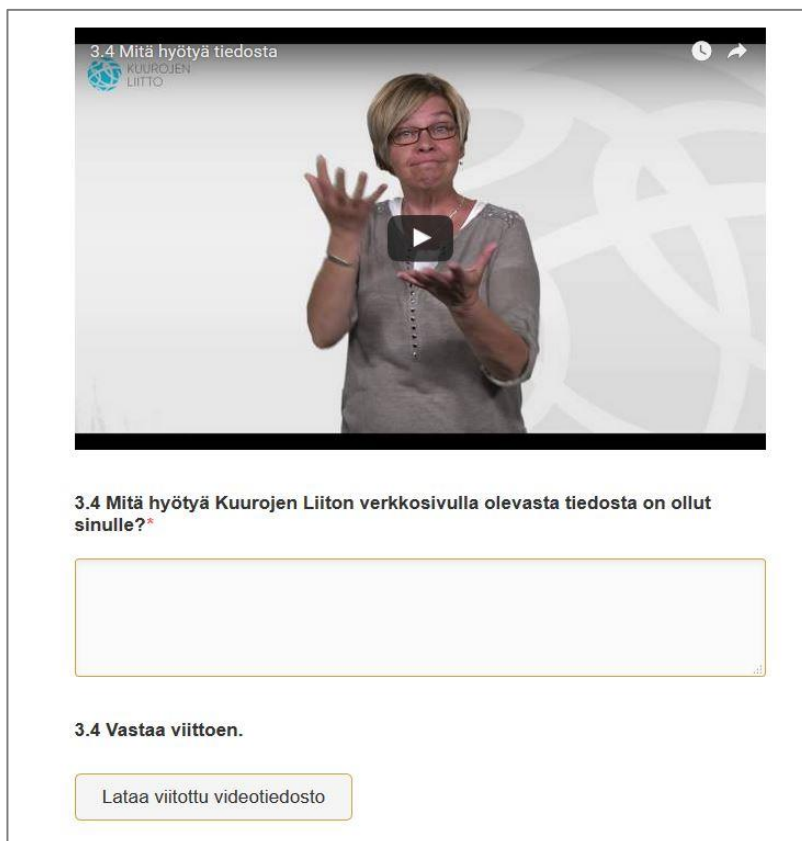 3.4 Mitä hyötyä tiedosta
KUUROJEN
LIITTO
3.4 Mitä hyötyä Kuurojen Liiton verkkosivulla olevasta tiedosta on ollut
sinulle?*
3.4 Vastaa viittoen.
Lataa viitottu videotiedosto